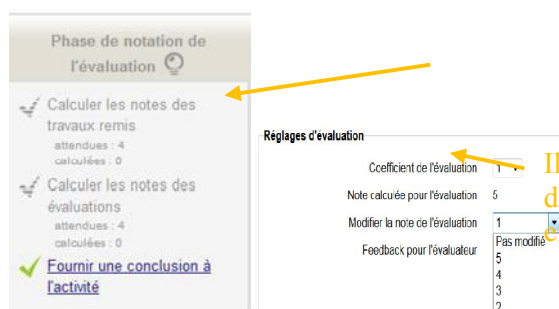 Phase de notation de
l'évaluation
Calculer les notes des
travaux remis
attendues : 4
calculées : 0
Calculer les notes des
évaluations
attendues : 4
calculées : 0
Fournir une conclusion à
l'activité
Réglages d'évaluation
Coefficient de l'évaluation 1
Note calculée pour l'évaluation 5
Modifier la note de l'évaluation 1
Feedback pour l'évaluateur
Pas modifié
5
4
3
2
Il
d
e